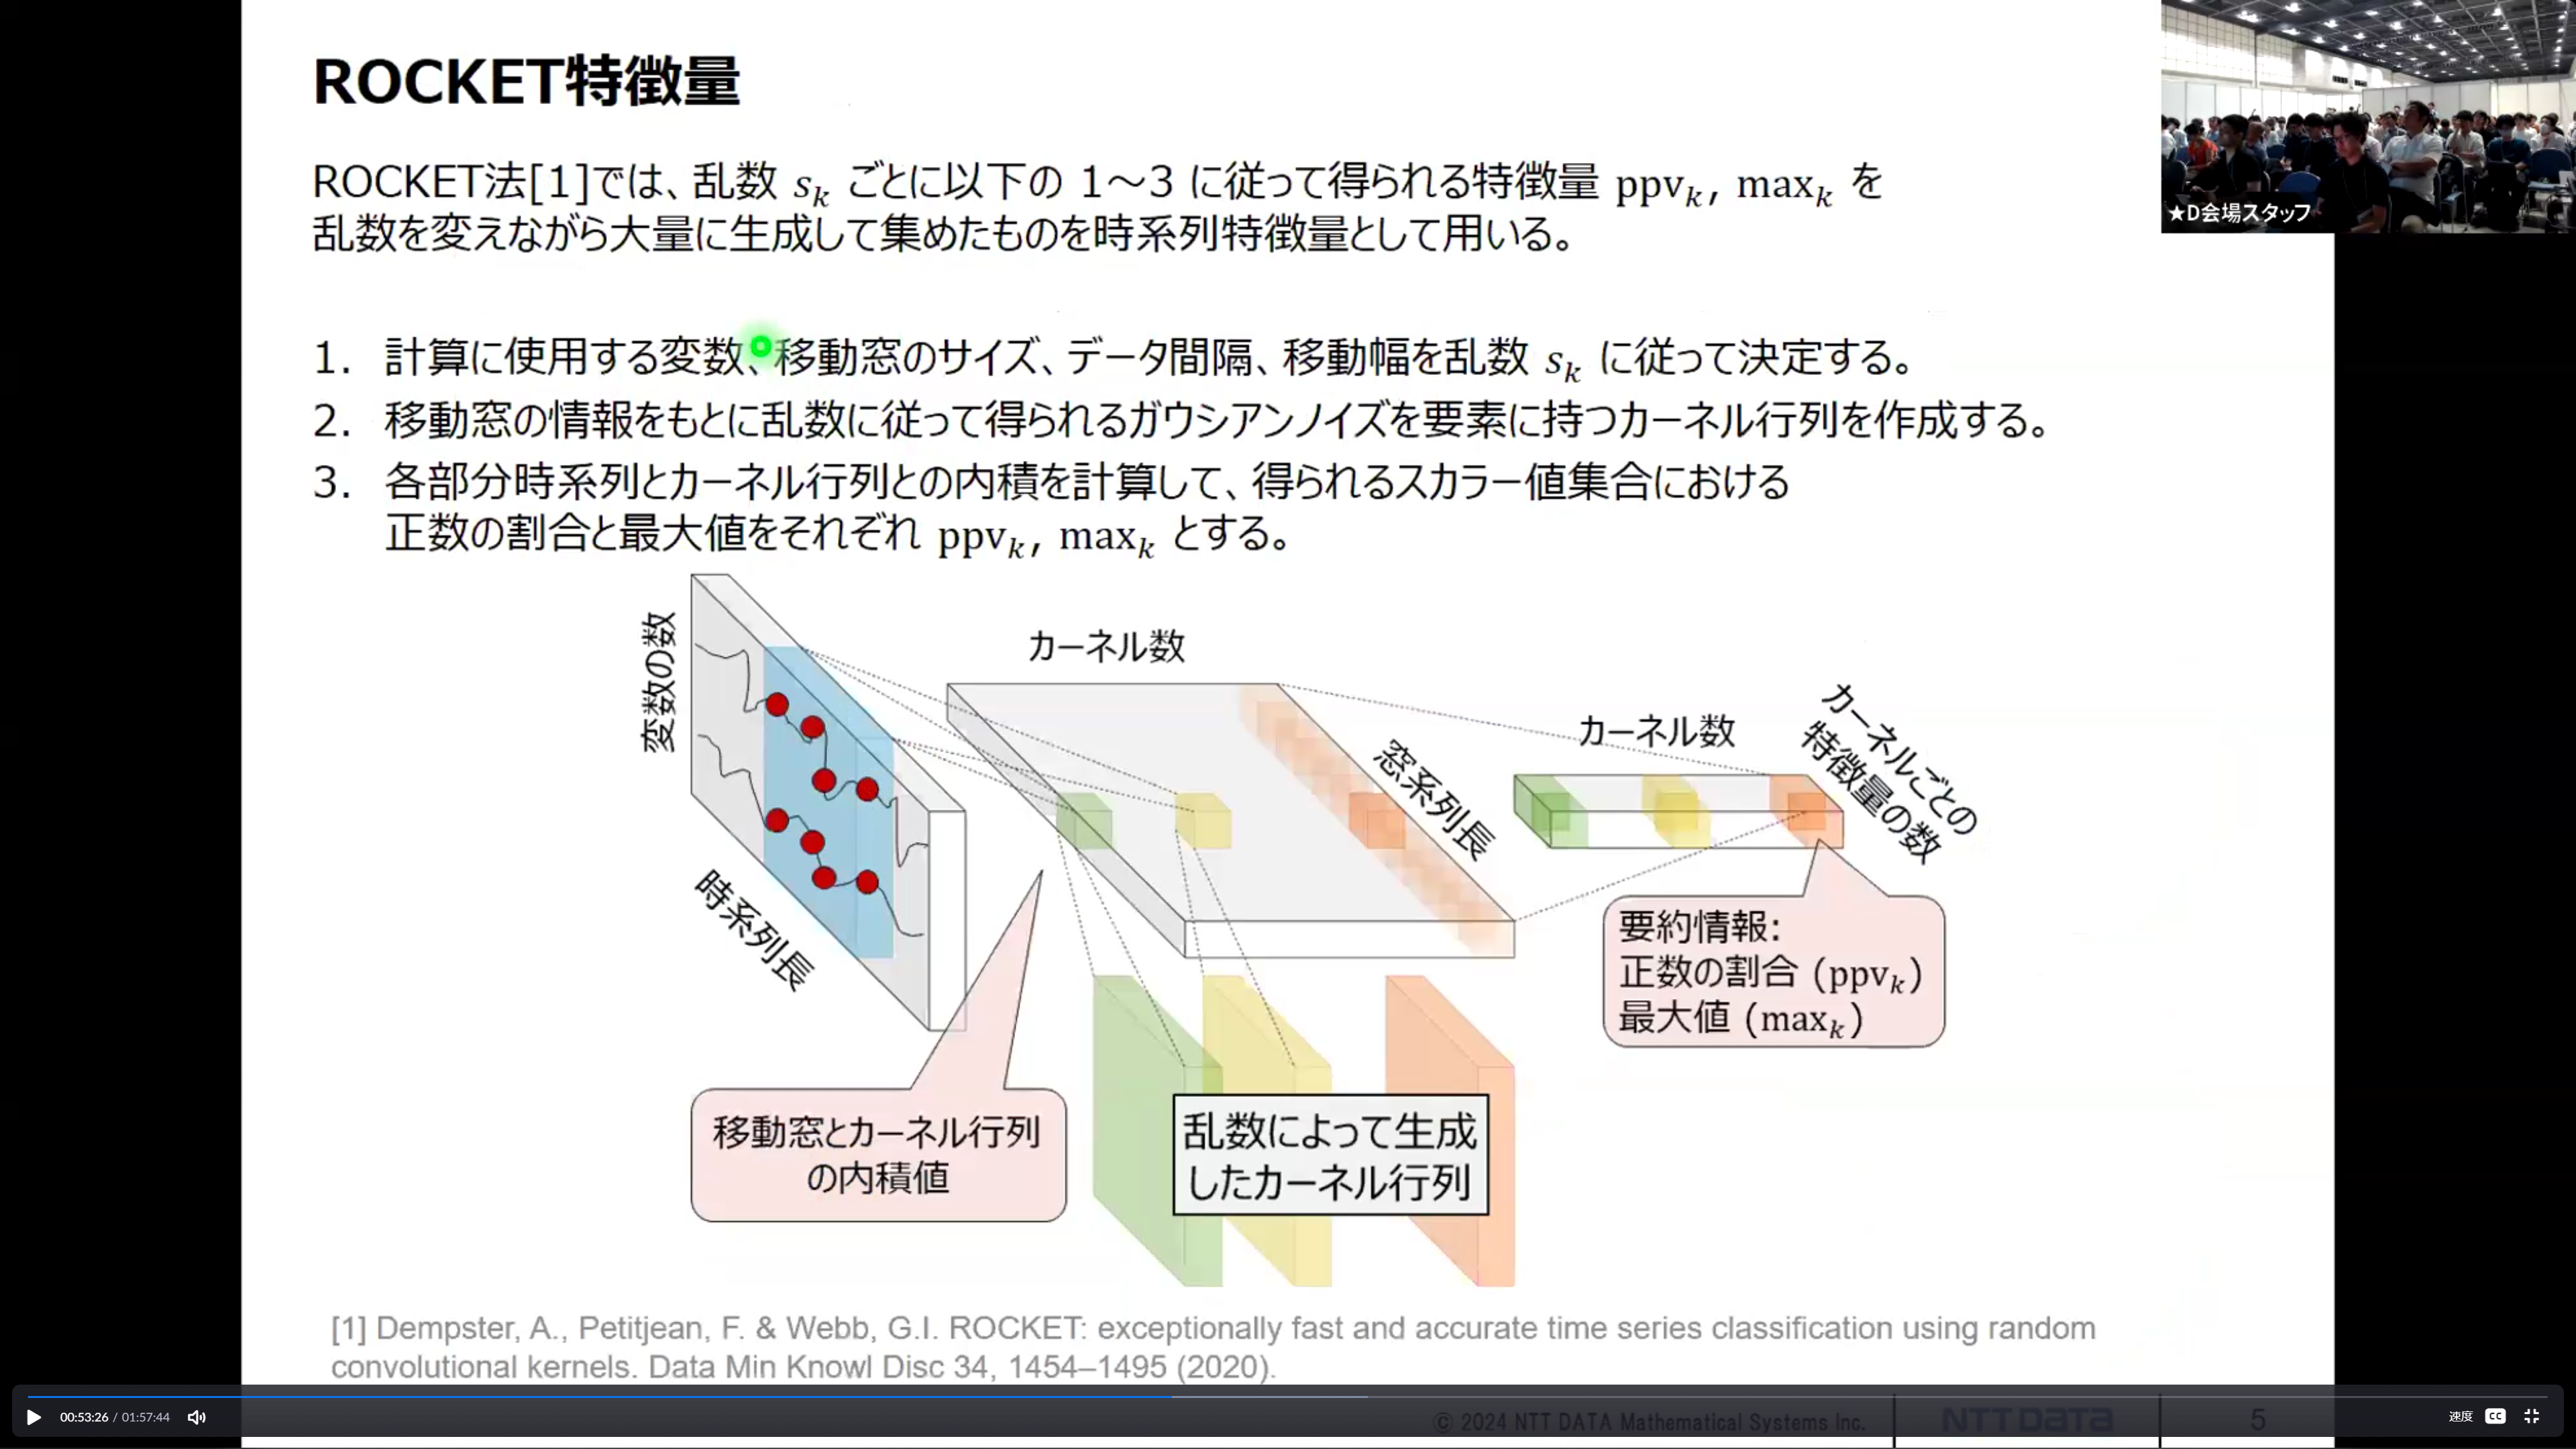 ROCKET特徴量
★D会場スタッフ
ROCKET法[1]では、乱数 sₖ ごとに以下の 1～3 に従って得られる特徴量 ppvₖ, maxₖ を
乱数を変えながら大量に生成して集めたものを時系列特徴量として用いる。
1. 計算に使用する変数、移動窓のサイズ、データ間隔、移動幅を乱数 sₖ に従って決定する。
2. 移動窓の情報をもとに乱数に従って得られるガウシアンノイズを要素に持つカーネル行列を作成する。
3. 各部分時系列とカーネル行列との内積を計算して、得られるスカラー値集合における
正数の割合と最大値をそれぞれ ppvₖ, maxₖ とする。
変数の数
時系列長
カーネル数
窓系列長
カーネル数
カーネルごとの
特徴量の数
要約情報:
正数の割合 (ppvₖ)
最大値 (maxₖ)
移動窓とカーネル行列
の内積値
乱数によって生成
したカーネル行列
[1] Dempster, A., Petitjean, F. & Webb, G.I. ROCKET: exceptionally fast and accurate time series classification using random
convolutional kernels. Data Min Knowl Disc 34, 1454–1495 (2020).
00:53:26 / 01:57:44
© 2024 NTT DATA Mathematical Systems Inc.
NTT DATA
5
速度
CC